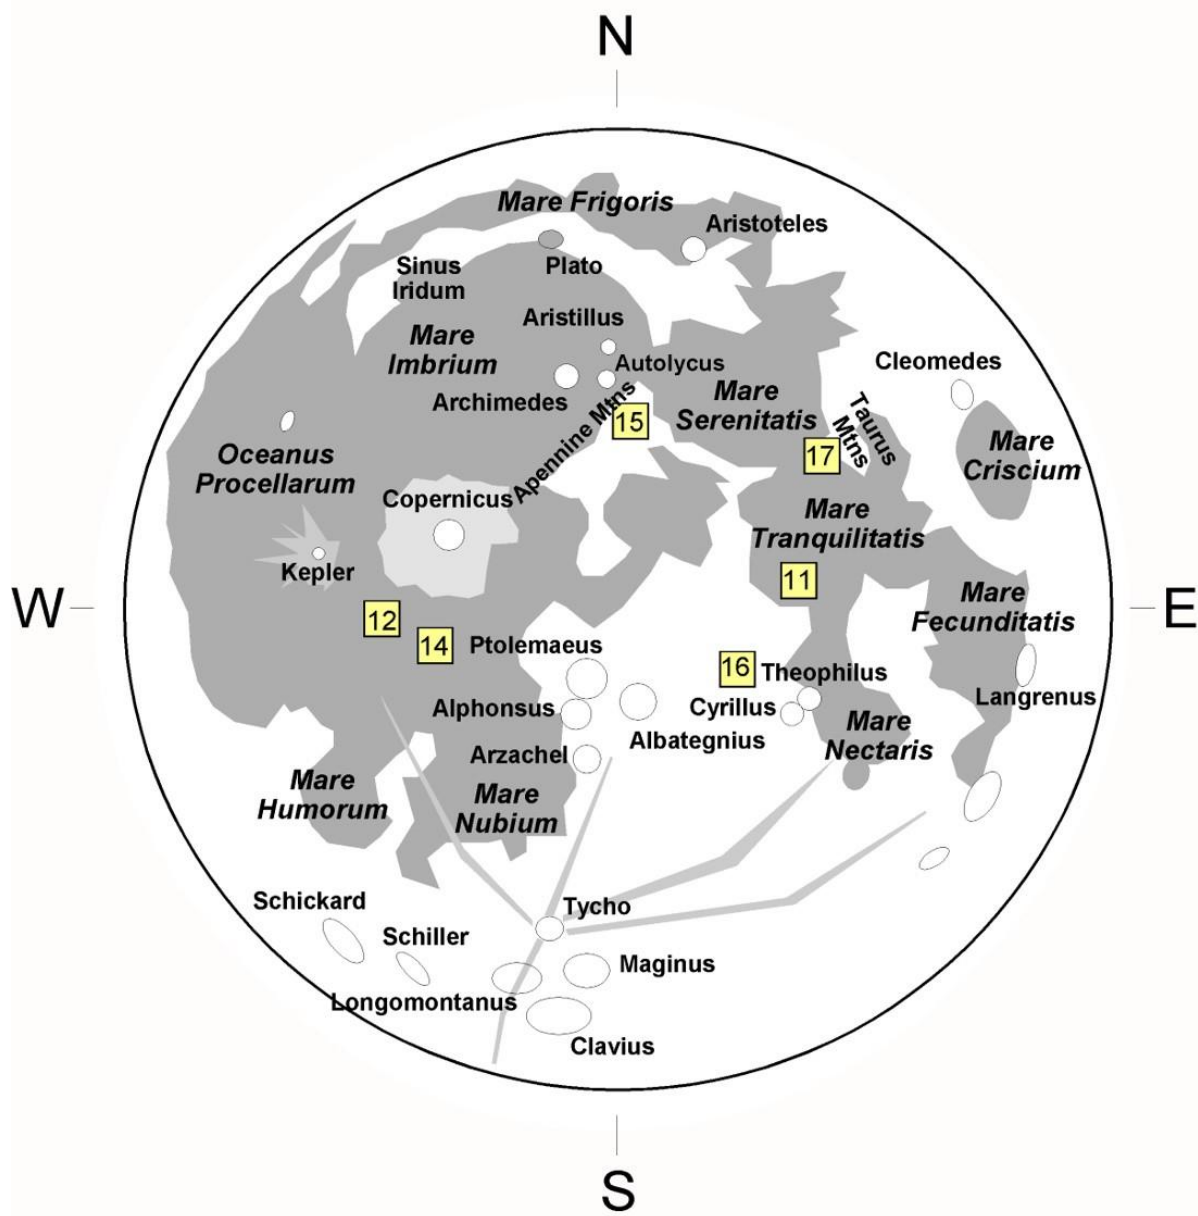 N
Mare Frigoris
Aristoteles
Sinus
Iridum
Plato
Aristillus
Mare
Imbrium
Autolycus
Cleomedes
Archimedes
Mare
Serenitatis
Taurus
Mtns
Apennine Mtns
15
17
Mare
Criscium
Oceanus
Procellarum
Copernicus
Mare
Tranquilitatis
Kepler
11
W
E
Mare
Fecunditatis
12
14
Ptolemaeus
16
Theophilus
Langrenus
Alphonsus
Cyrillus
Albategnius
Mare
Nectaris
Arzachel
Mare
Humorum
Mare
Nubium
Schickard
Tycho
Schiller
Maginus
Longomontanus
Clavius
S